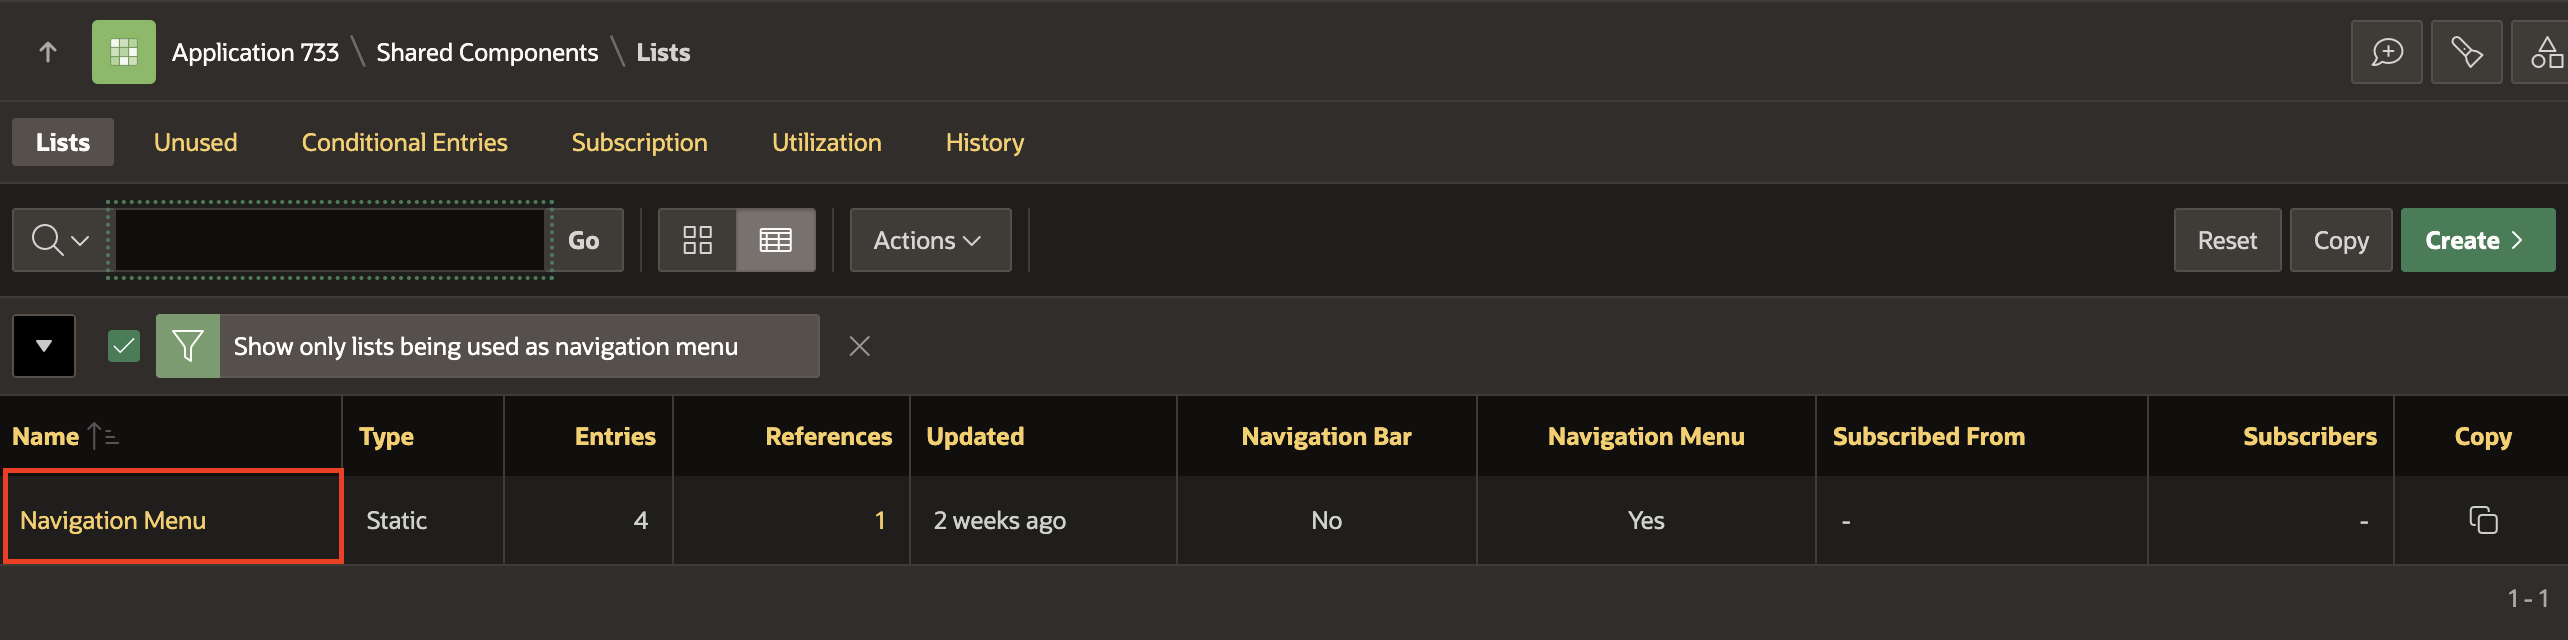 Application 733 \ Shared Components \ Lists
Lists Unused Conditional Entries Subscription Utilization History
Go Actions Reset Copy Create
Show only lists being used as navigation menu
Name Type Entries References Updated Navigation Bar Navigation Menu Subscribed From Subscribers Copy
Navigation Menu Static 4 1 2 weeks ago No Yes - -
1 - 1